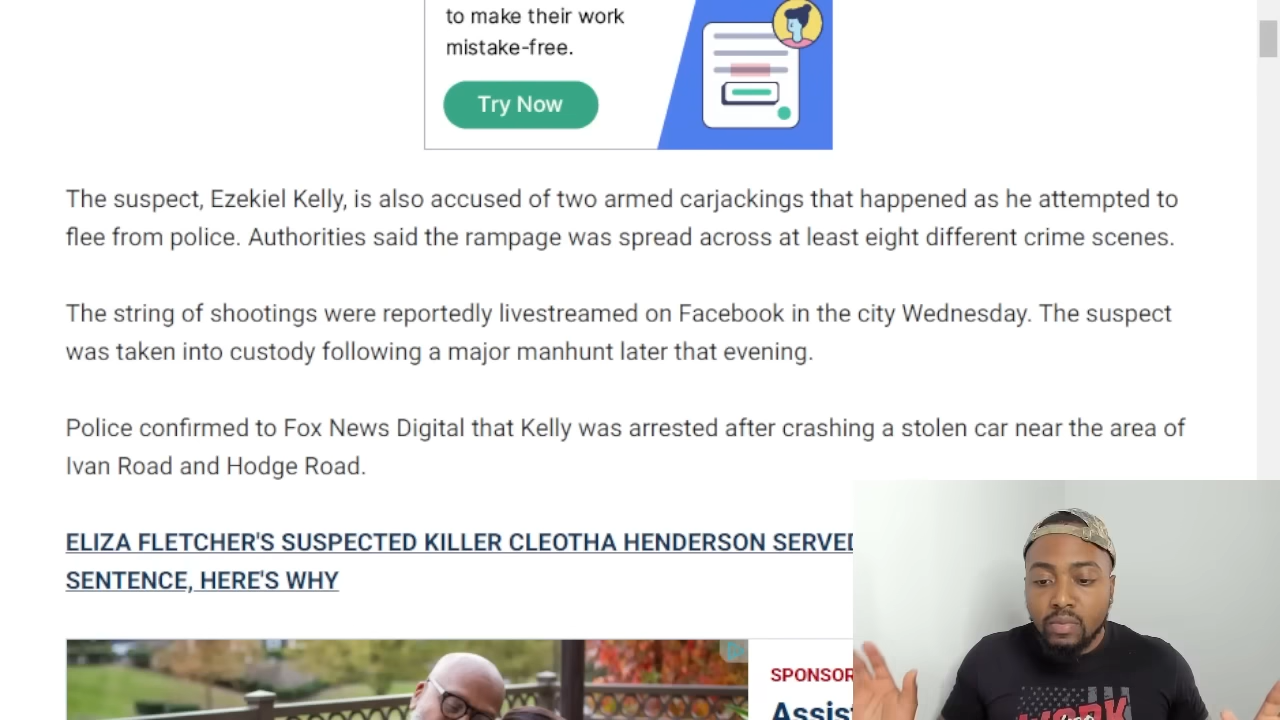 to make their work
mistake-free.
Try Now
The suspect, Ezekiel Kelly, is also accused of two armed carjackings that happened as he attempted to
flee from police. Authorities said the rampage was spread across at least eight different crime scenes.
The string of shootings were reportedly livestreamed on Facebook in the city Wednesday. The suspect
was taken into custody following a major manhunt later that evening.
Police confirmed to Fox News Digital that Kelly was arrested after crashing a stolen car near the area of
Ivan Road and Hodge Road.
ELIZA FLETCHER'S SUSPECTED KILLER CLEOTHA HENDERSON SERVED
SENTENCE, HERE'S WHY
SPONSOR
Assis
WORK